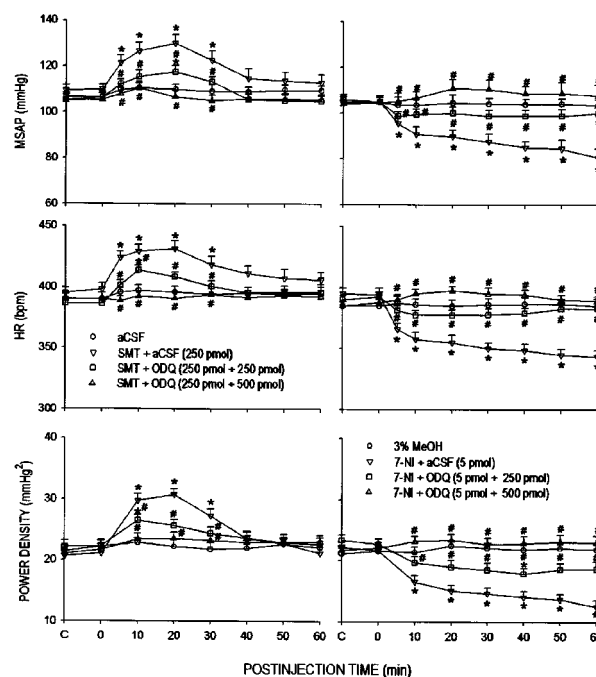 140
120
100
80
60
MSAP (mmHg)
450
400
350
300
HR (bpm)
aCSF
SMT + aCSF (250 pmol)
SMT + ODQ (250 pmol + 250 pmol)
SMT + ODQ (250 pmol + 500 pmol)
40
30
20
10
POWER DENSITY (mmHg²)
3% MeOH
7-NI + aCSF (5 pmol)
7-NI + ODQ (5 pmol + 250 pmol)
7-NI + ODQ (5 pmol + 500 pmol)
C 0 10 20 30 40 50 60
C 0 10 20 30 40 50 60
POSTINJECTION TIME (min)